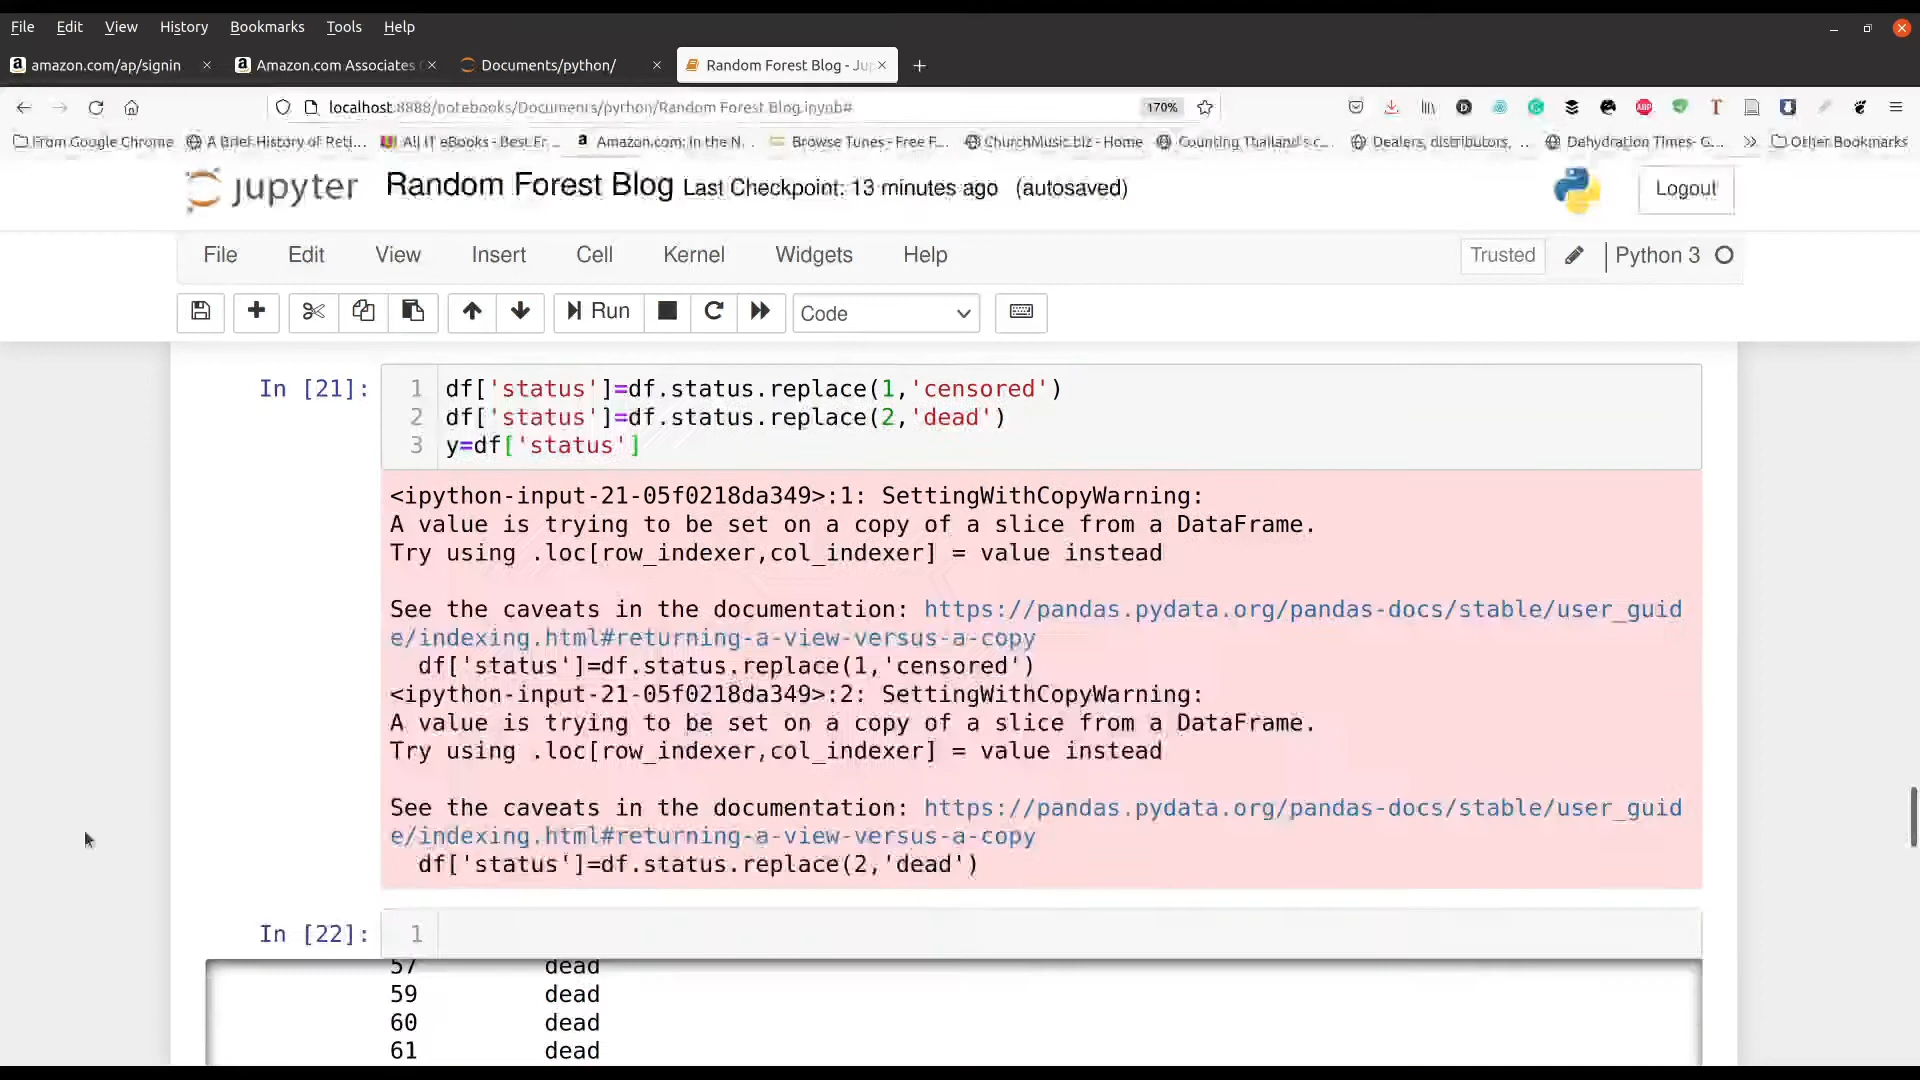 File Edit View History Bookmarks Tools Help
amazon.com/ap/signin Amazon.com Associates Documents/python/ Random Forest Blog - Ju
localhost:8888/notebooks/Documents/python/Random Forest Blog.ipynb# 170%
From Google Chrome A Brief History of Reti... All IT eBooks - Best Fr... Amazon.com: In the N... Browse Tunes - Free F... ChurchMusic.biz - Home Counting Thailand's c... Dealers, distributors, ... Dehydration Times- G... Other Bookmarks
jupyter Random Forest Blog Last Checkpoint: 13 minutes ago (autosaved) Logout
File Edit View Insert Cell Kernel Widgets Help Trusted Python 3
Run Code
In [21]: 1 df['status']=df.status.replace(1,'censored')
2 df['status']=df.status.replace(2,'dead')
3 y=df['status']
<ipython-input-21-05f0218da349>:1: SettingWithCopyWarning:
A value is trying to be set on a copy of a slice from a DataFrame.
Try using .loc[row_indexer,col_indexer] = value instead
See the caveats in the documentation: https://pandas.pydata.org/pandas-docs/stable/user_guid
e/indexing.html#returning-a-view-versus-a-copy
df['status']=df.status.replace(1,'censored')
<ipython-input-21-05f0218da349>:2: SettingWithCopyWarning:
A value is trying to be set on a copy of a slice from a DataFrame.
Try using .loc[row_indexer,col_indexer] = value instead
See the caveats in the documentation: https://pandas.pydata.org/pandas-docs/stable/user_guid
e/indexing.html#returning-a-view-versus-a-copy
df['status']=df.status.replace(2,'dead')
In [22]: 1
57 dead
59 dead
60 dead
61 dead